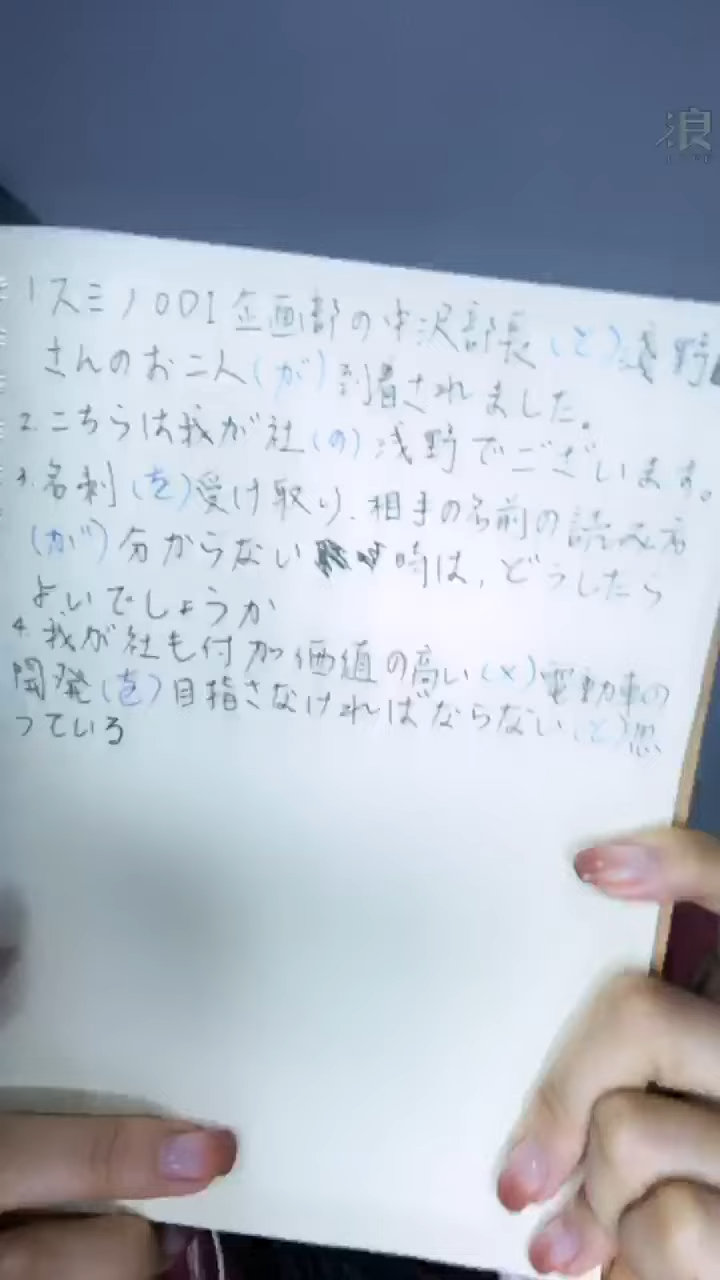 浪
1 スミノODI企画部の中沢部長(と)浅野
さんのお二人(が)到着されました。
2.こちらは我が社(の)浅野でございます。
3.名刺(を)受け取り、相手の名前の読み方
(が)分からない時は、どうしたら
よいでしょうか
4.我が社も付加価値の高い(×)電動車の
開発(を)目指さなければならない(と)思
っている